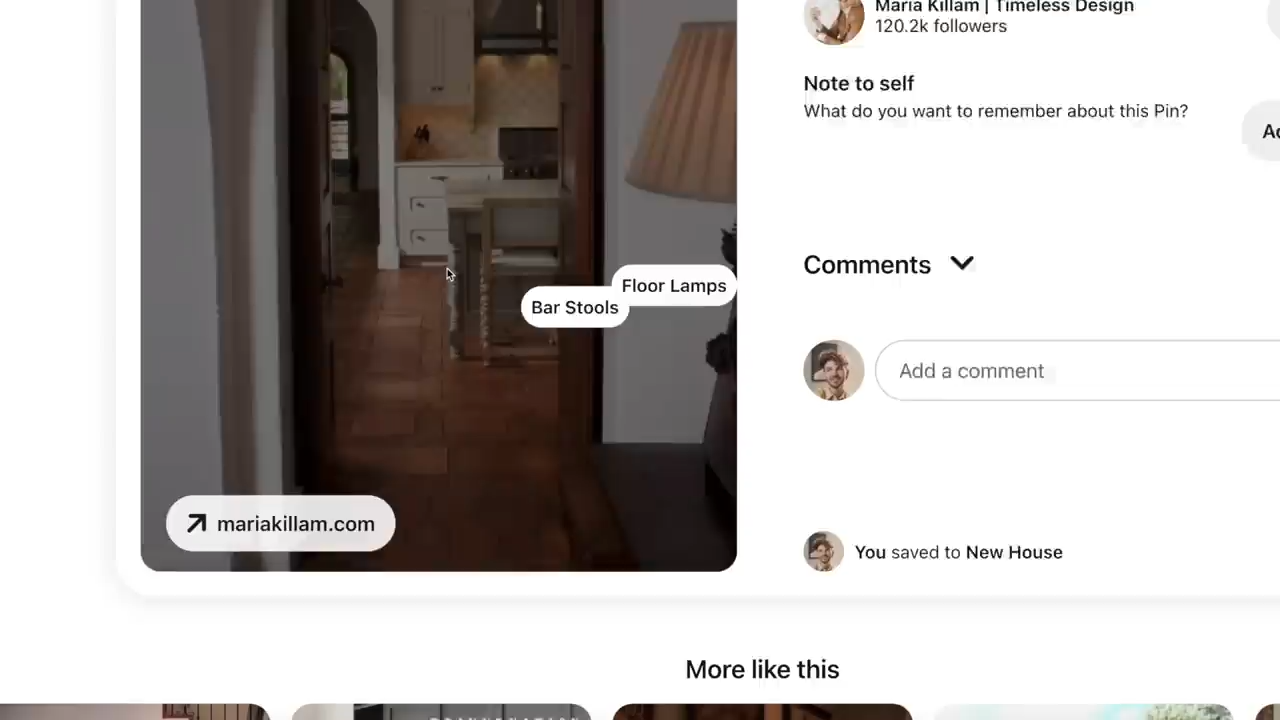 Maria Killam | Timeless Design
120.2k followers
Note to self
What do you want to remember about this Pin?
Comments
Floor Lamps
Bar Stools
Add a comment
mariakillam.com
You saved to New House
More like this